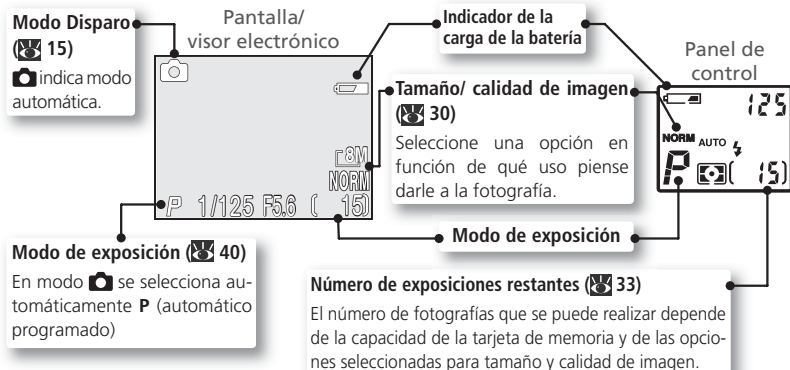 Modo Disparo
( 15)
indica modo
automática.
Pantalla/
visor electrónico
Indicador de la
carga de la batería
Panel de
control
8M
NORM
P 1/125 F5.6 ( 15)
Tamaño/ calidad de imagen
( 30)
Seleccione una opción en
función de qué uso piense
darle a la fotografía.
125
NORM AUTO
P ( 15)
Modo de exposición
Modo de exposición ( 40)
En modo se selecciona au-
tomáticamente P (automático
programado)
Número de exposiciones restantes ( 33)
El número de fotografías que se puede realizar depende
de la capacidad de la tarjeta de memoria y de las opcio-
nes seleccionadas para tamaño y calidad de imagen.